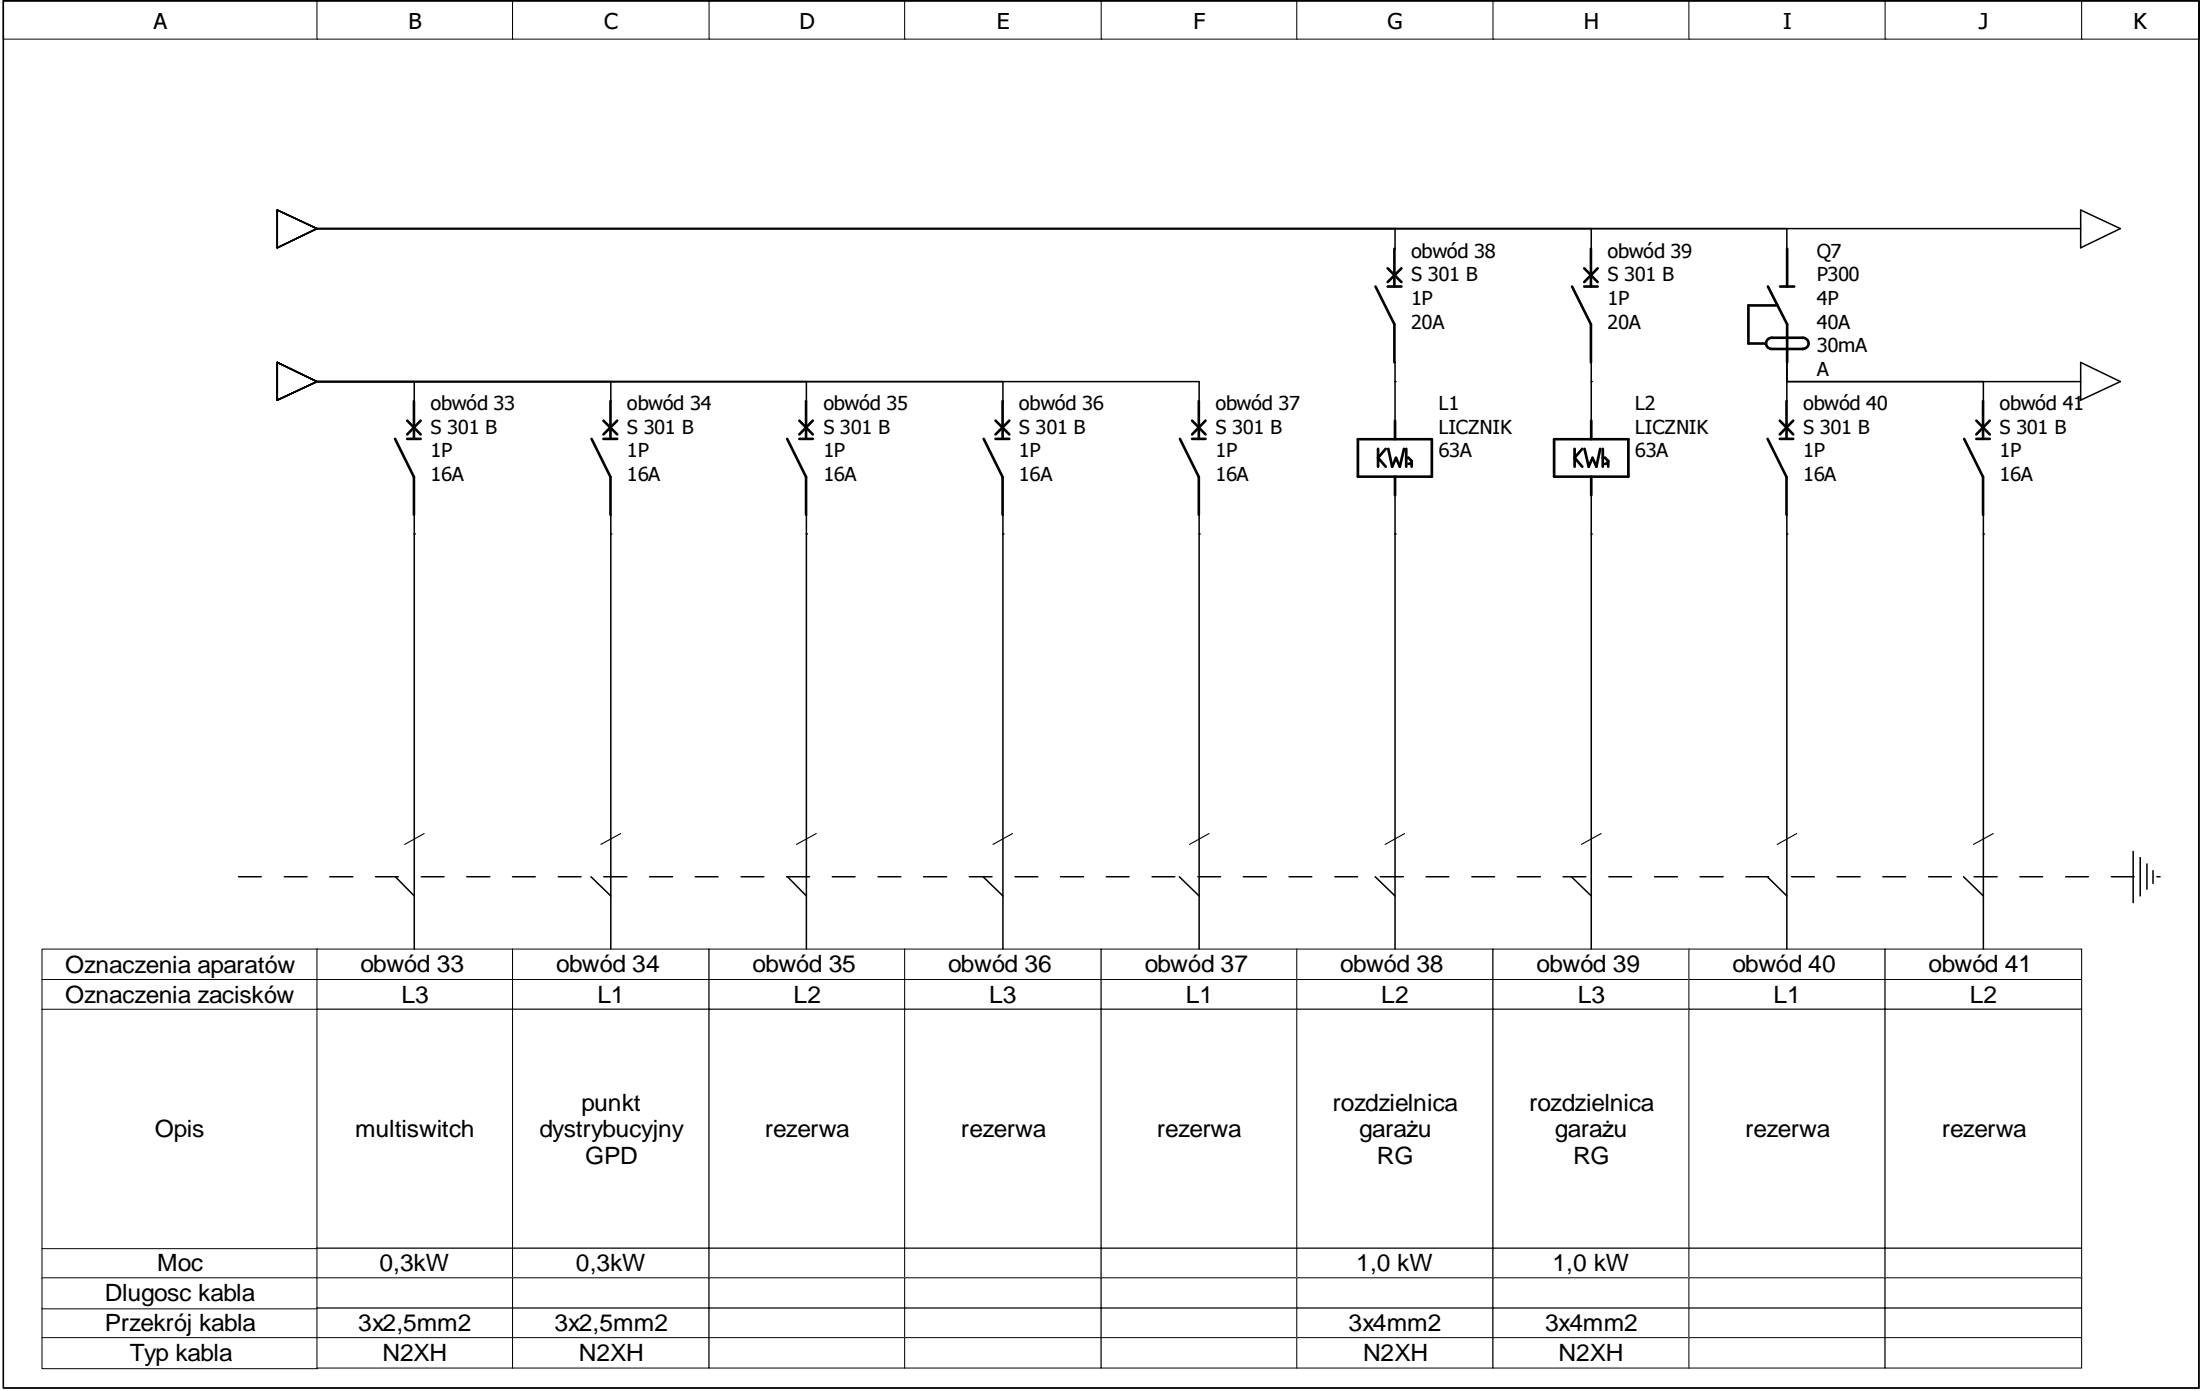 A B C D E F G H I J K
obwód 38
S 301 B
1P
20A
obwód 39
S 301 B
1P
20A
Q7
P300
4P
40A
30mA
A
obwód 33
S 301 B
1P
16A
obwód 34
S 301 B
1P
16A
obwód 35
S 301 B
1P
16A
obwód 36
S 301 B
1P
16A
obwód 37
S 301 B
1P
16A
L1
LICZNIK
63A
KWh
L2
LICZNIK
63A
KWh
obwód 40
S 301 B
1P
16A
obwód 41
S 301 B
1P
16A
Oznaczenia aparatów obwód 33 obwód 34 obwód 35 obwód 36 obwód 37 obwód 38 obwód 39 obwód 40 obwód 41
Oznaczenia zacisków L3 L1 L2 L3 L1 L2 L3 L1 L2
Opis
multiswitch
punkt
dystrybucyjny
GPD
rezerwa
rezerwa
rezerwa
rozdzielnica
garażu
RG
rozdzielnica
garażu
RG
rezerwa
rezerwa
Moc 0,3kW 0,3kW 1,0 kW 1,0 kW
Dlugosc kabla
Przekrój kabla 3x2,5mm2 3x2,5mm2 3x4mm2 3x4mm2
Typ kabla N2XH N2XH N2XH N2XH